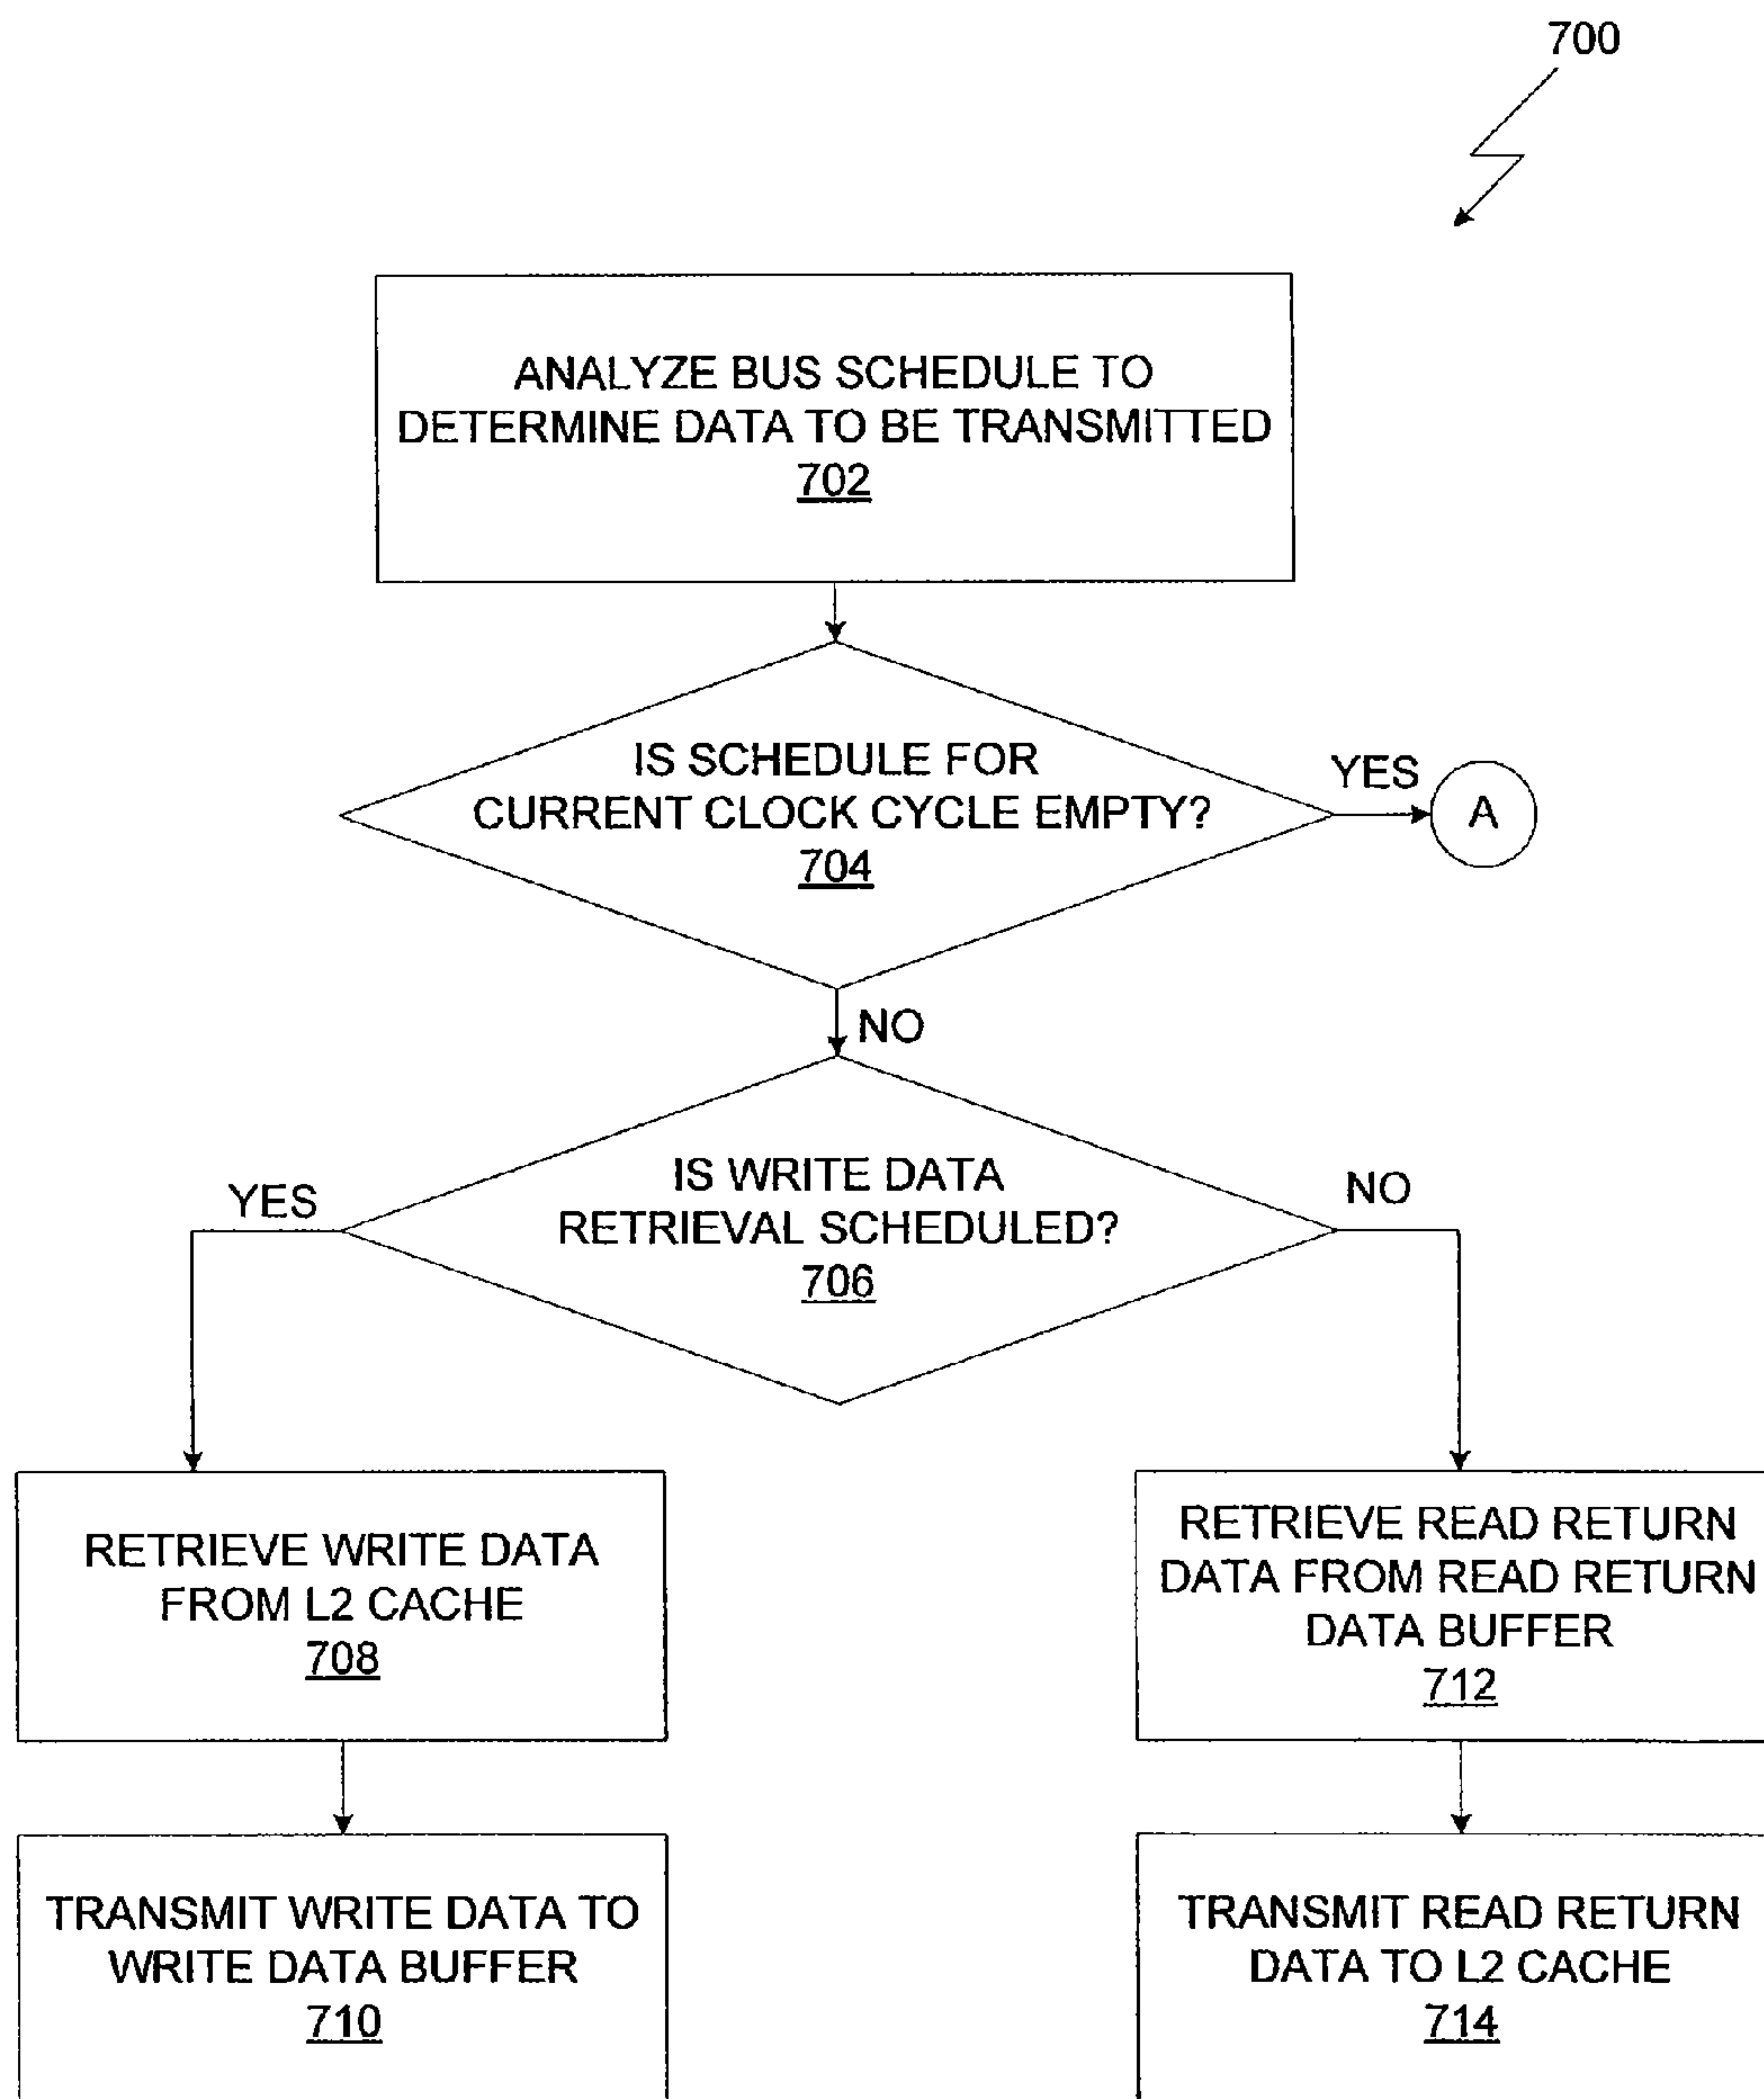 700
ANALYZE BUS SCHEDULE TO
DETERMINE DATA TO BE TRANSMITTED
702
IS SCHEDULE FOR
CURRENT CLOCK CYCLE EMPTY?
704
YES
A
NO
IS WRITE DATA
RETRIEVAL SCHEDULED?
706
YES
NO
RETRIEVE WRITE DATA
FROM L2 CACHE
708
RETRIEVE READ RETURN
DATA FROM READ RETURN
DATA BUFFER
712
TRANSMIT WRITE DATA TO
WRITE DATA BUFFER
710
TRANSMIT READ RETURN
DATA TO L2 CACHE
714